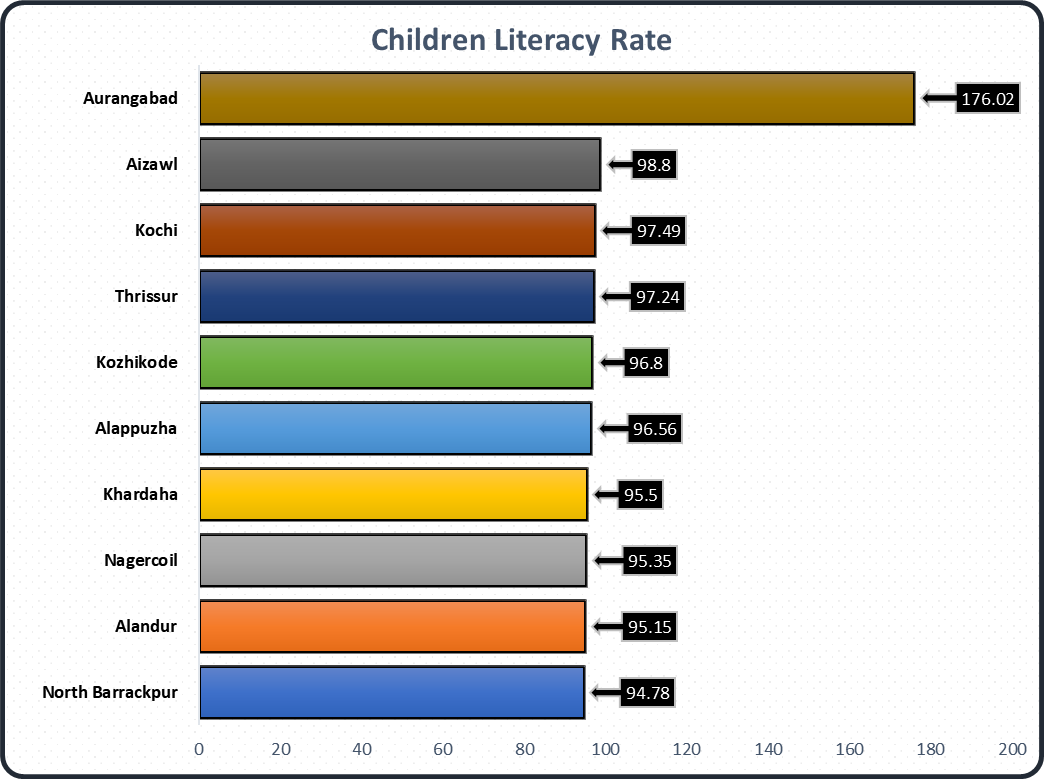 Children Literacy Rate
Aurangabad 176.02
Aizawl 98.8
Kochi 97.49
Thrissur 97.24
Kozhikode 96.8
Alappuzha 96.56
Khardaha 95.5
Nagercoil 95.35
Alandur 95.15
North Barrackpur 94.78
0 20 40 60 80 100 120 140 160 180 200